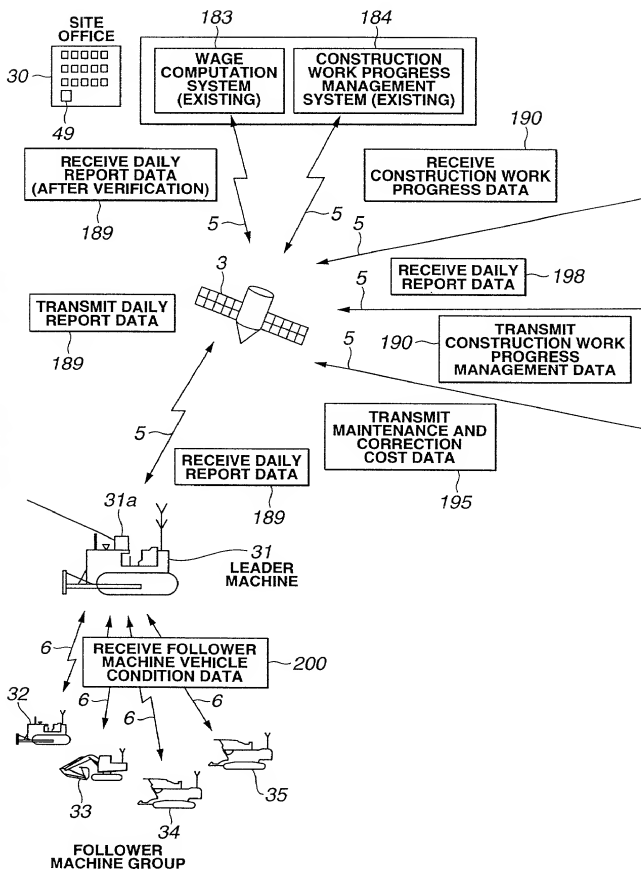 SITE
OFFICE
30
49
183
184
WAGE
COMPUTATION
SYSTEM
(EXISTING)
CONSTRUCTION
WORK PROGRESS
MANAGEMENT
SYSTEM (EXISTING)
190
RECEIVE DAILY
REPORT DATA
(AFTER VERIFICATION)
189
RECEIVE
CONSTRUCTION WORK
PROGRESS DATA
5
5
5
3
RECEIVE DAILY
REPORT DATA
198
5
TRANSMIT DAILY
REPORT DATA
189
190
TRANSMIT
CONSTRUCTION WORK
PROGRESS
MANAGEMENT DATA
5
5
TRANSMIT
MAINTENANCE AND
CORRECTION
COST DATA
195
RECEIVE DAILY
REPORT DATA
189
31a
31
LEADER
MACHINE
6
RECEIVE FOLLOWER
MACHINE VEHICLE
CONDITION DATA
200
6
6
6
32
33
34
35
FOLLOWER
MACHINE GROUP